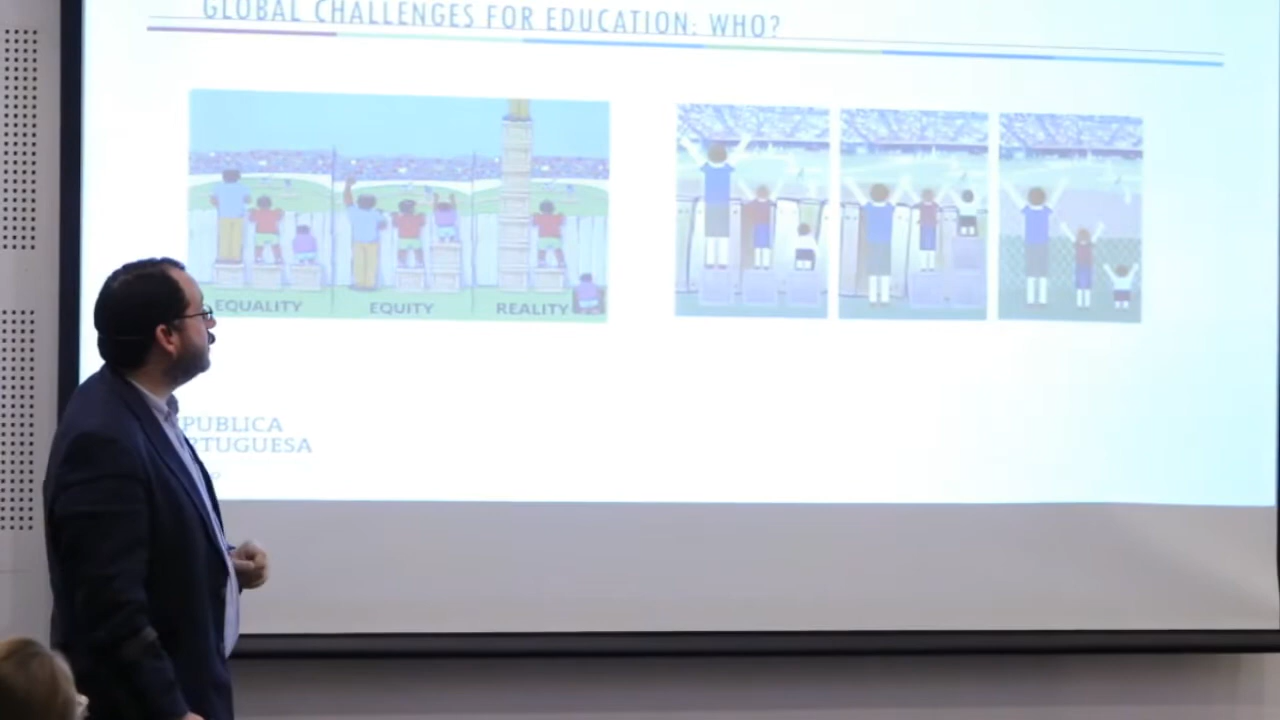 GLOBAL CHALLENGES FOR EDUCATION: WHO?
EQUALITY
EQUITY
REALITY
PUBLICA
RTUGUESA